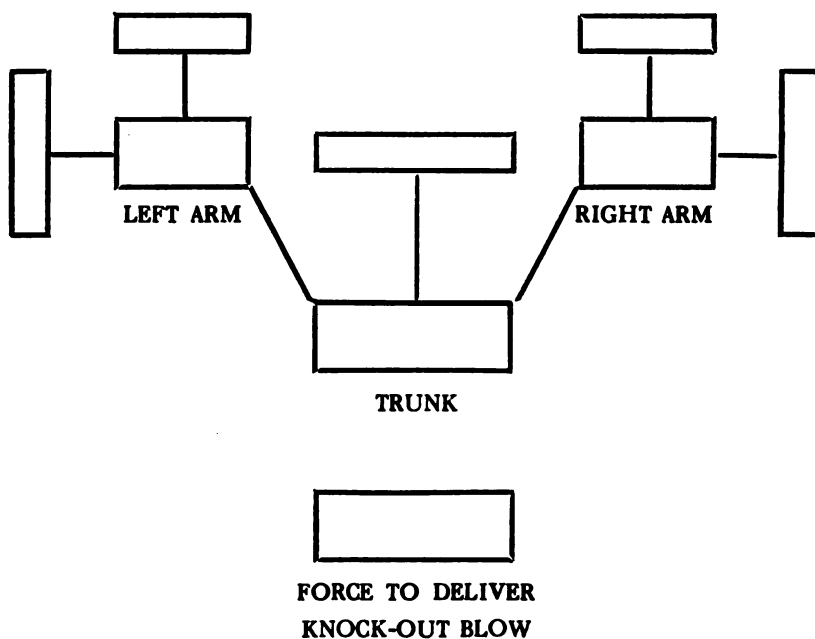 LEFT ARM
RIGHT ARM
TRUNK
FORCE TO DELIVER
KNOCK-OUT BLOW